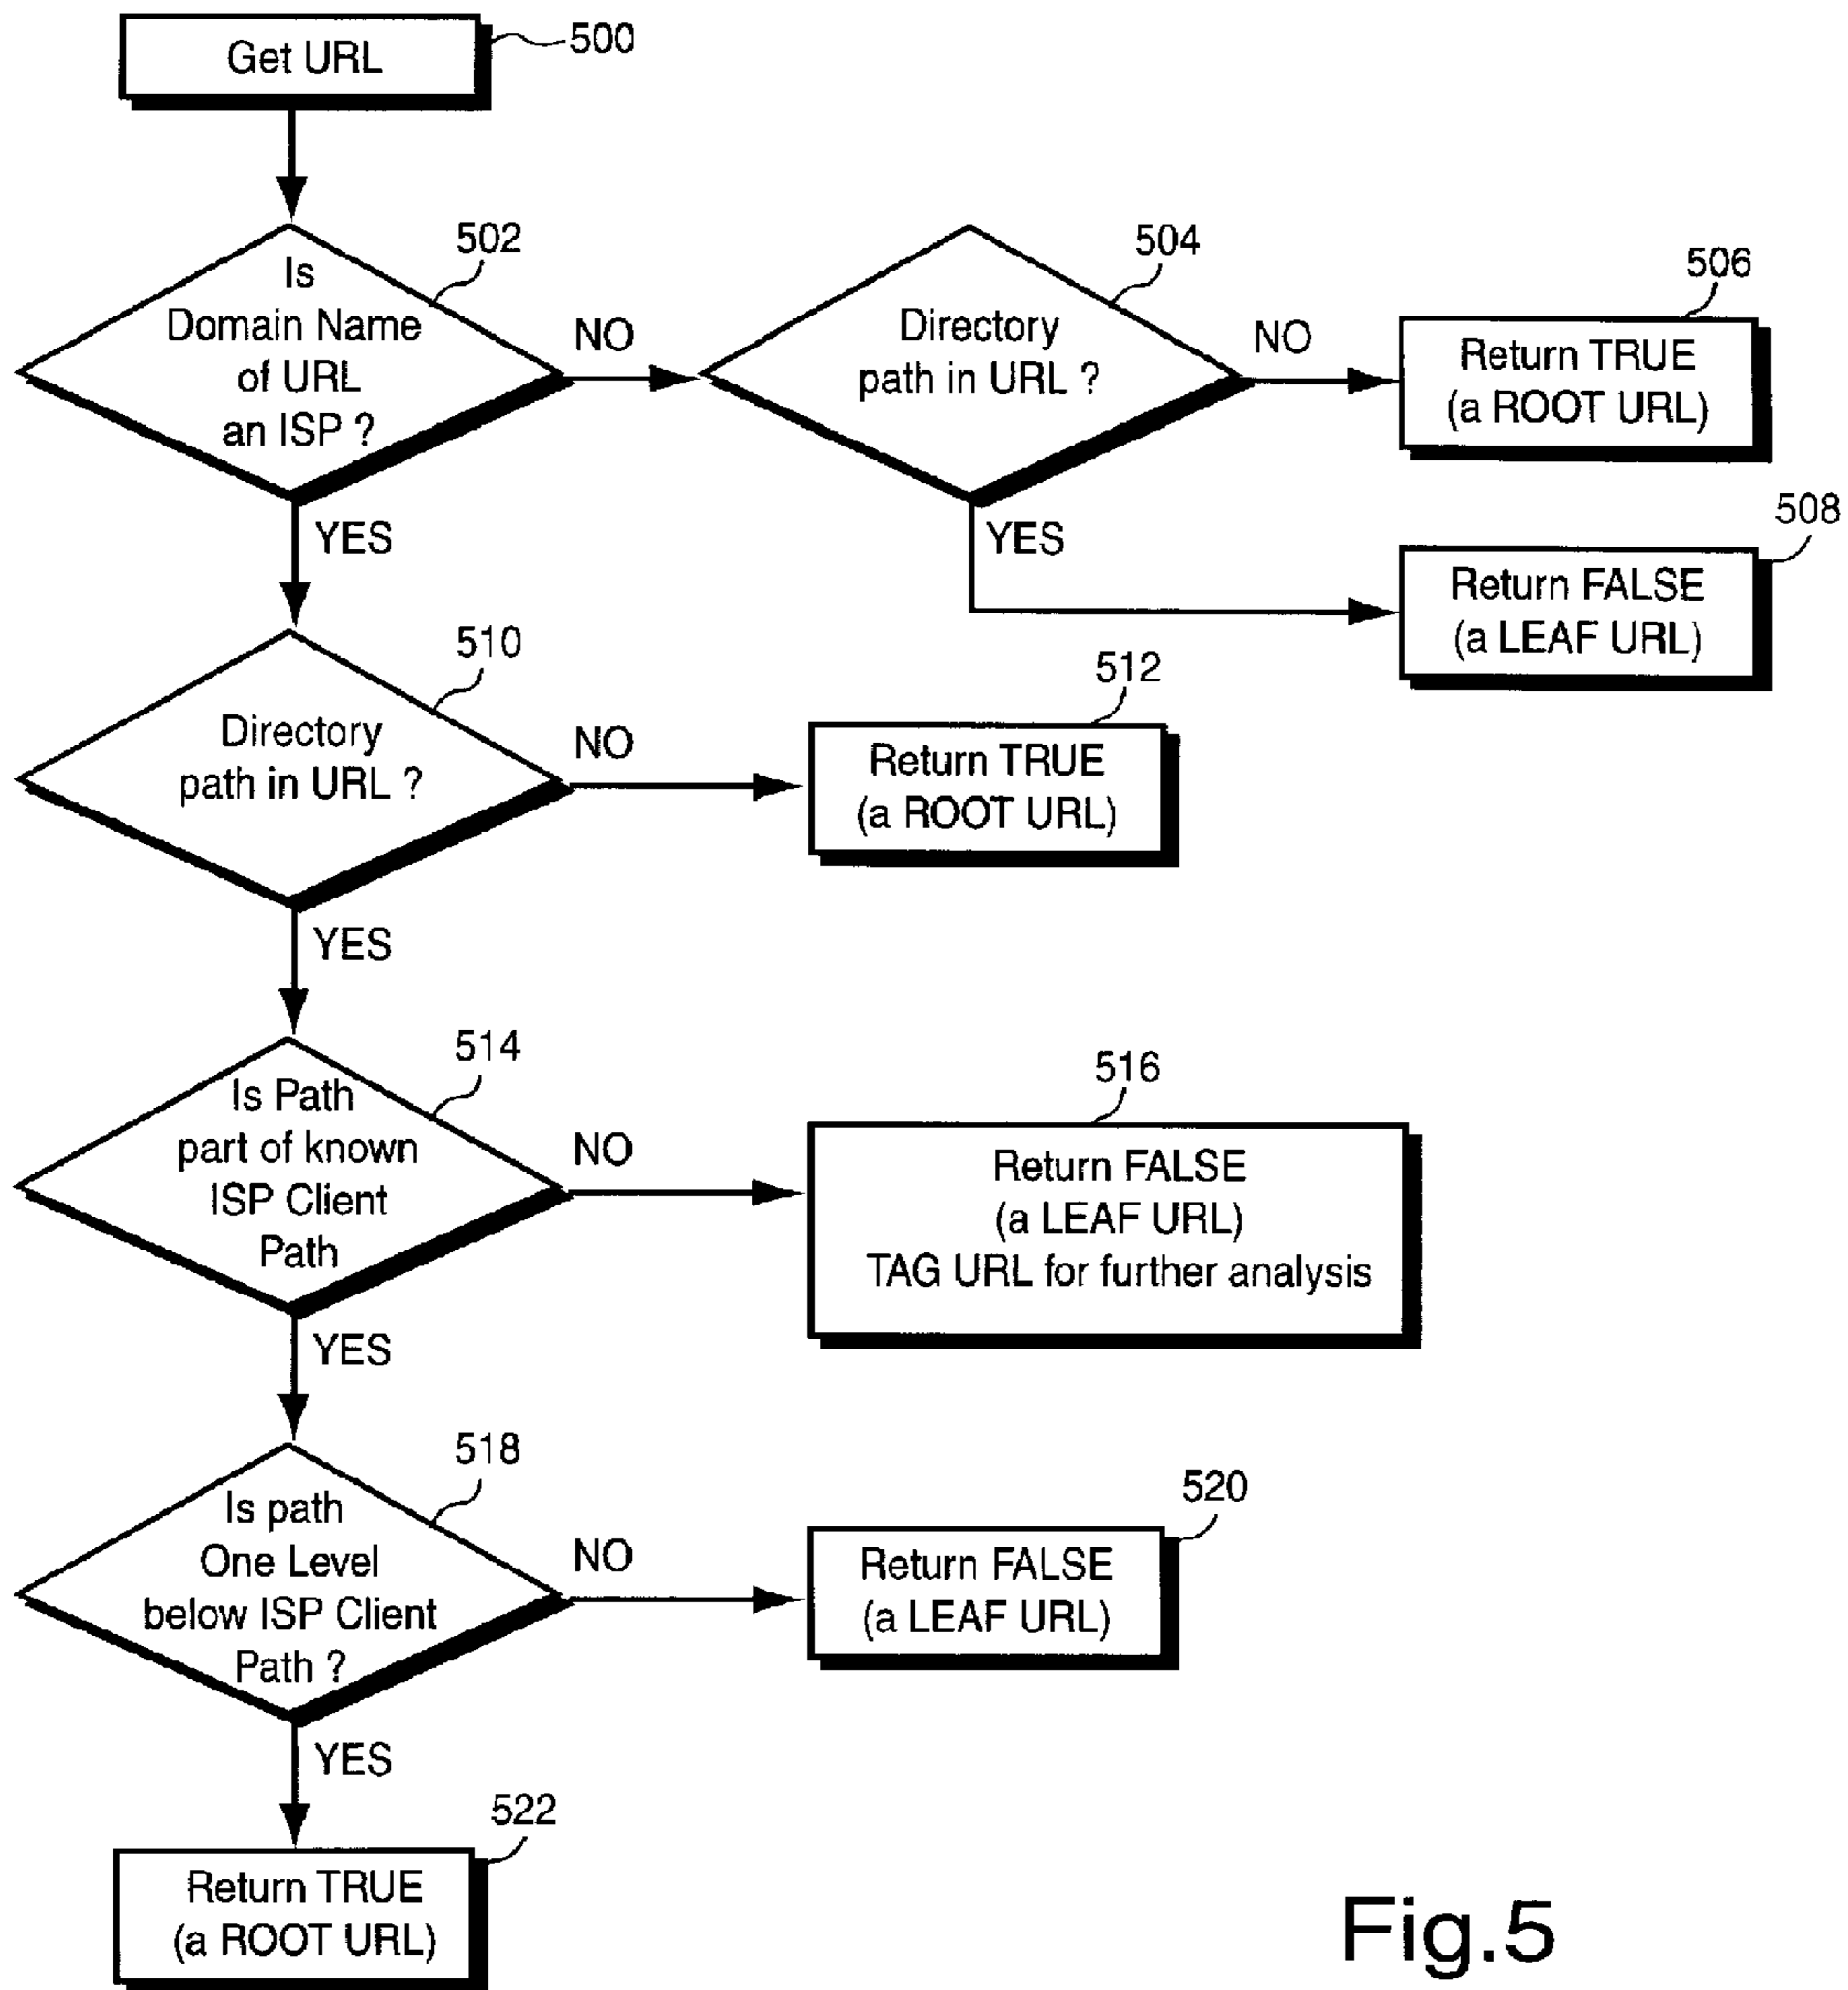 Get URL
500
Is
Domain Name
of URL
an ISP ?
502
NO
YES
Directory
path in URL ?
504
NO
YES
Return TRUE
(a ROOT URL)
506
Return FALSE
(a LEAF URL)
508
Directory
path in URL ?
510
NO
YES
Return TRUE
(a ROOT URL)
512
Is Path
part of known
ISP Client
Path
514
NO
YES
Return FALSE
(a LEAF URL)
TAG URL for further analysis
516
Is path
One Level
below ISP Client
Path ?
518
NO
YES
Return FALSE
(a LEAF URL)
520
Return TRUE
(a ROOT URL)
522
Fig.5